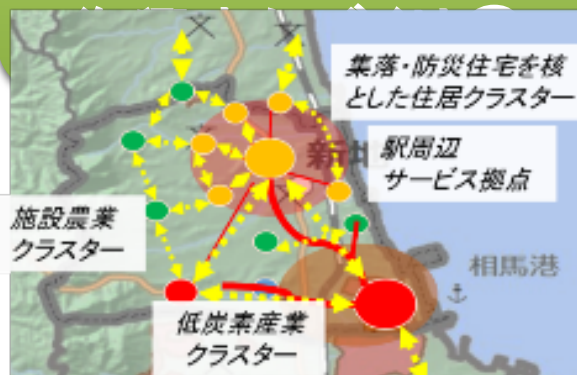 集落・防災住宅を核
とした住居クラスター
新地
駅周辺
サービス拠点
施設農業
クラスター
相馬港
低炭素産業
クラスター